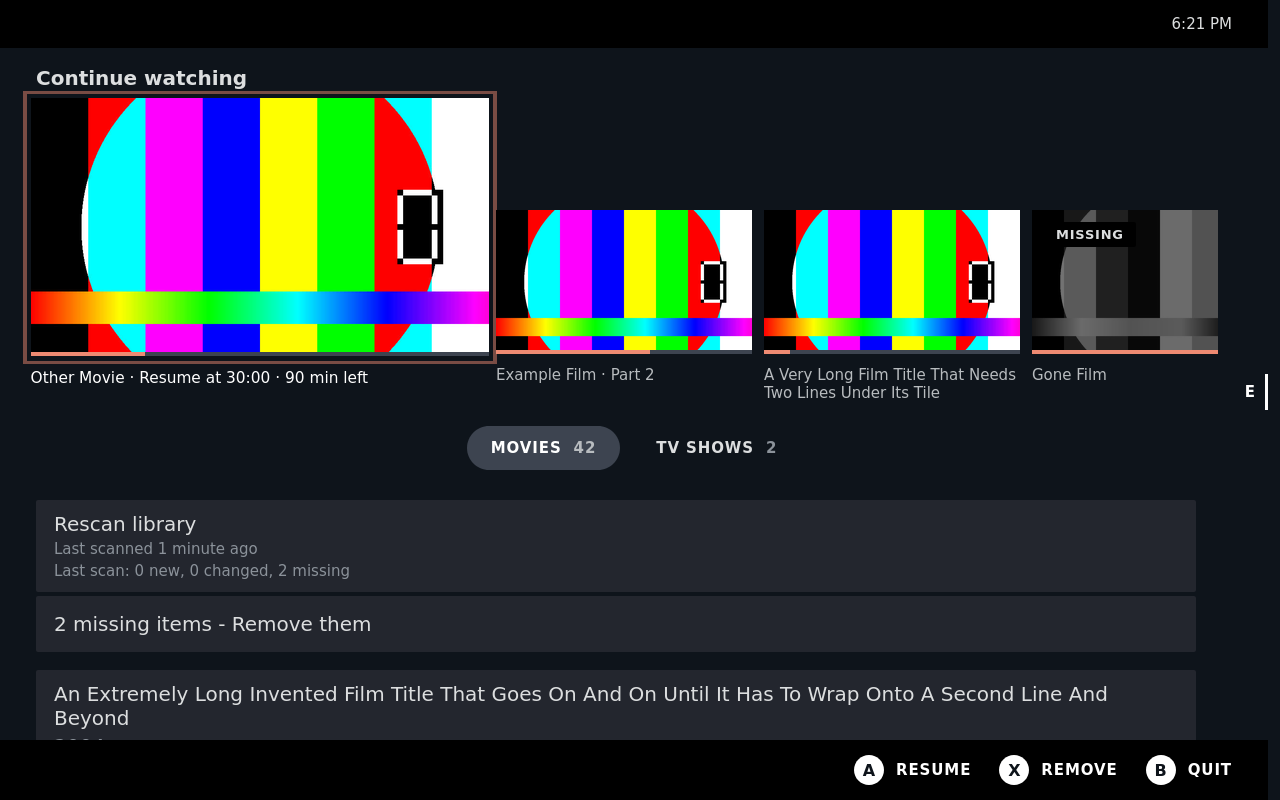 6:21 PM
Continue watching
MISSING
Other Movie · Resume at 30:00 · 90 min left
Example Film · Part 2
A Very Long Film Title That Needs
Two Lines Under Its Tile
Gone Film
E
MOVIES 42
TV SHOWS 2
Rescan library
Last scanned 1 minute ago
Last scan: 0 new, 0 changed, 2 missing
2 missing items - Remove them
An Extremely Long Invented Film Title That Goes On And On Until It Has To Wrap Onto A Second Line And
Beyond
A RESUME
X REMOVE
B QUIT